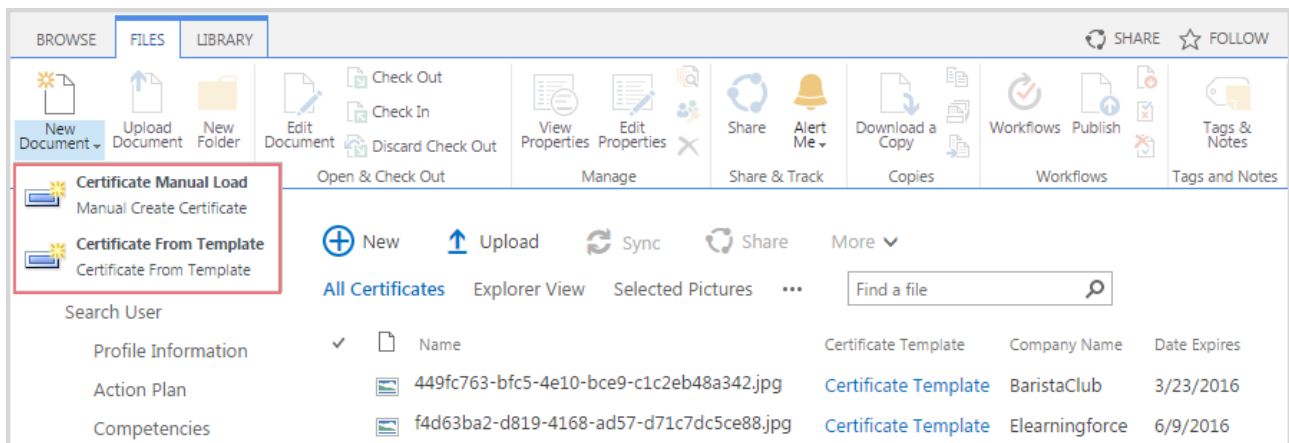 BROWSE FILES LIBRARY SHARE FOLLOW
New Document Upload Document New Folder
Edit Document Check Out
Check In
Discard Check Out
View Properties Edit Properties
Share Alert Me
Download a Copy
Workflows Publish
Tags & Notes
Open & Check Out Manage Share & Track Copies Workflows Tags and Notes
Certificate Manual Load
Manual Create Certificate
Certificate From Template
Certificate From Template
Search User
Profile Information
Action Plan
Competencies
New Upload Sync Share More
All Certificates Explorer View Selected Pictures ••• Find a file
Name Certificate Template Company Name Date Expires
449fc763-bfc5-4e10-bce9-c1c2eb48a342.jpg Certificate Template BaristaClub 3/23/2016
f4d63ba2-d819-4168-ad57-d71c7dc5ce88.jpg Certificate Template Elearningforce 6/9/2016